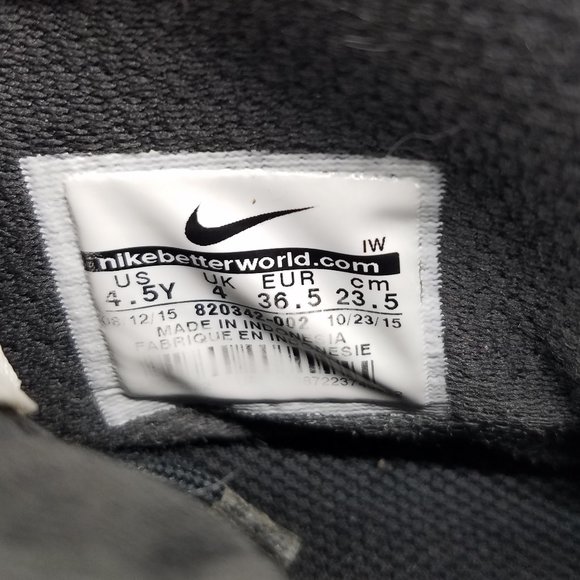 IW
nikebetterworld.com
US UK EUR cm
4.5Y 4 36.5 23.5
08/12/15 820342-002 10/23/15
MADE IN INDONESIA
FABRIQUE EN INDONESIE